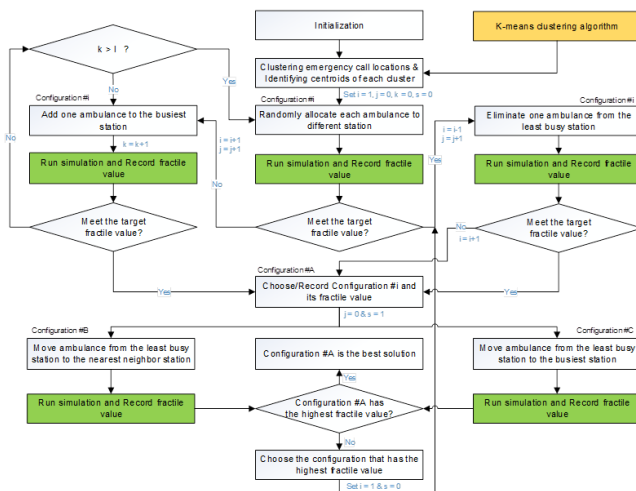 k > I ?
Initialization
K-means clustering algorithm
Clustering emergency call locations &
Identifying centroids of each cluster
No
Yes
Set i = 1, j = 0, k = 0, s = 0
Configuration #i
Add one ambulance to the busiest
station
Configuration #i
Randomly allocate each ambulance to
different station
Configuration #i
Eliminate one ambulance from the
least busy station
k = k+1
i = i+1
j = j+1
i = i-1
j = j+1
No
Run simulation and Record fractile
value
Run simulation and Record fractile
value
Run simulation and Record fractile
value
No
Yes
Meet the target
fractile value?
Meet the target
fractile value?
Meet the target
fractile value?
No
i = i+1
Configuration #A
Choose/Record Configuration #i and
its fractile value
Yes
Yes
j = 0 & s = 1
Configuration #B
Move ambulance from the least busy
station to the nearest neighbor station
Configuration #A is the best solution
Configuration #C
Move ambulance from the least busy
station to the busiest station
Yes
Run simulation and Record fractile
value
Configuration #A has
the highest fractile value?
Run simulation and Record fractile
value
No
Choose the configuration that has the
highest fractile value
Set i = 1 & s = 0